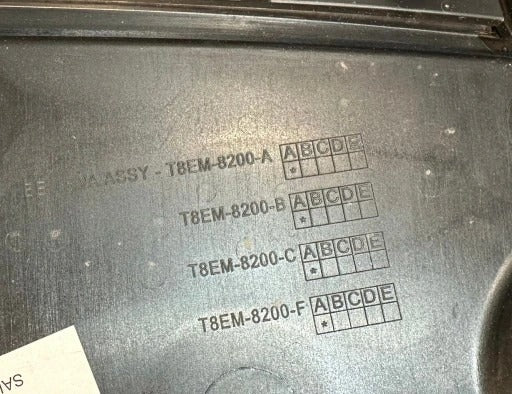 ASSY - T8EM-8200-A ABCDE
*
T8EM-8200-B ABCDE
*
T8EM-8200-C ABCDE
*
T8EM-8200-F ABCDE
*